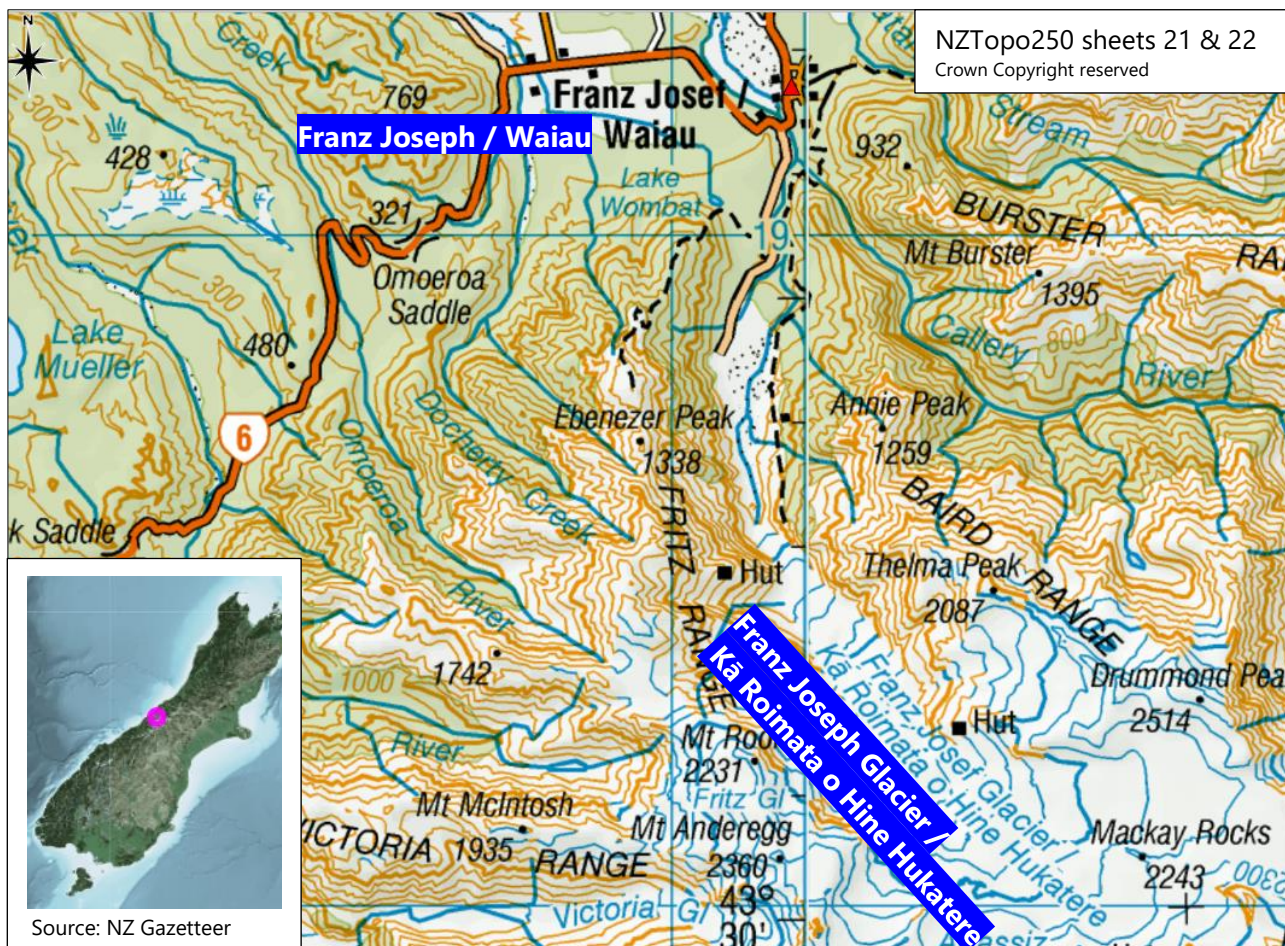 N
NZTopo250 sheets 21 & 22
Crown Copyright reserved
Creek
300
769
Franz Josef /
Waiau
Franz Joseph / Waiau
428
Stream
1000
932
Lake
Wombat
BURSTER
321
19
Mt Burster
1395
Omoeroa
Saddle
300
Lake
Mueller
480
Callery
800
River
6
Ebenezer Peak
1338
Annie Peak
1259
Docherty Creek
Omoeroa
River
FRITZ
RANGE
BAIRD
RANGE
k Saddle
Hut
Thelma Peak
2087
1742
1000
Franz Joseph Glacier /
Kā Roimata o Hine Hukatere
Franz Josef Glacier /
Kā Roimata o Hine Hukatere
Drummond Pea
2514
Hut
River
2231
Fritz Gl
Mt McIntosh
1935
VICTORIA
RANGE
Mt Anderegg
2360
Mackay Rocks
2243
Victoria Gl
43°
30'
Source: NZ Gazetteer